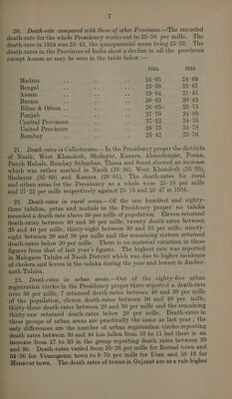 7
20. Death-rate compared with those of other Provinces.—The recorded
death-rate for the whole Presidency works out to 25·26 per mille. The
death-rate in 1934 was 25·42, the quinquennial mean being 25·22. The
death-rates in the Provinces of India show a decline in all the provinces
except Assam as may be seen in the table below :—
1934. 1935.
Madras .. 24·95 24·09
Bengal .. 23·56 22·67
Assam .. 19·84 21·41
Burma .. 20·63 20·42
Bihar & Orissa .. 26·05 25·13
Punjab .. 27·70 24·09
Central Provinces .. 37·22 34·35
United Provinces .. 26·73 24·78
Bombay .. 25·42 25·26
21. Death-rates in Collectorates.—In the Presidency proper the districts
of Nasik, West Khandesh, Sholapur, Kanara, Ahmednagar, Poona,
Panch Mahals, Bombay Suburban, Thana and Surat showed an increase
which was rather marked in Nasik (38·36), West Khandesh (35·93),
Sholapur (35·69) and Kanara (28·61). The death-rates for rural
and urban areas for the Presidency as a whole were 25·18 per mille
and 27·22 per mille respectively against 25·16 and 26·47 in 1934.
22. Death-rates in rural areas.—Of the one hundred and eighty-
three talukas, petas and mahals in the Presidency proper no taluka
recorded a death-rate above 50 per mille of population. Eleven returned
death-rates between 40 and 50 per mille, twenty death-rates between
35 and 40 per mille, thirty-eight between 30 and 35 per mille, ninety-
eight between 20 and 30 per mille and the remaining sixteen returned
death-rates below 20 per mille. There is no material variation in these
figures from that of last year's figures. The highest rate was reported
in Malegaon Taluka of Nasik District which was due to higher incidence
of cholera and fevers in the taluka during the year and lowest in Amber-
nath Taluka.
23. Death-rates in urban areas.—Out of the eighty-five urban
registration circles in the Presidency proper three reported a death-rate
over 50 per mille, 7 returned death-rates between 40 and 50 per mille
of the population, eleven death-rates between 30 and 40 per mille,
thirty-three death-rates between 20 and 30 per mille and the remaining
thirty-one returned death-rates below 20 per mille. Death-rates in
these groups of urban areas are practically the same as last year; the
only differences are the number of urban registration circles reporting
death-rates between 30 and 40 has fallen from 18 to 11 but there is an
increase from 27 to 33 in the group reporting death rates between 20
and 30. Death-rates varied from 55·26 per mille for Borsad town and
54·36 for Viramgaum town to 8·79 per mille for Uran and 18·18 for
Honavar town. The death rates of towns in Gujarat are as a rule higher